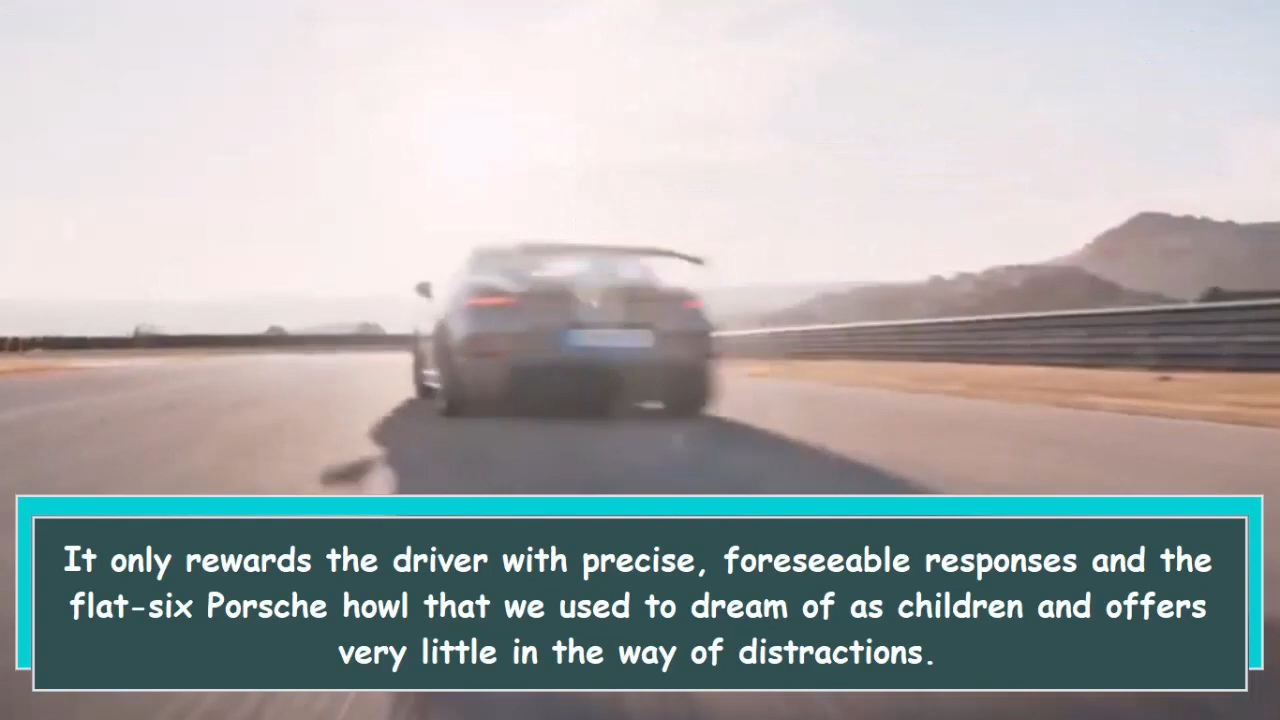 It only rewards the driver with precise, foreseeable responses and the
flat-six Porsche howl that we used to dream of as children and offers
very little in the way of distractions.